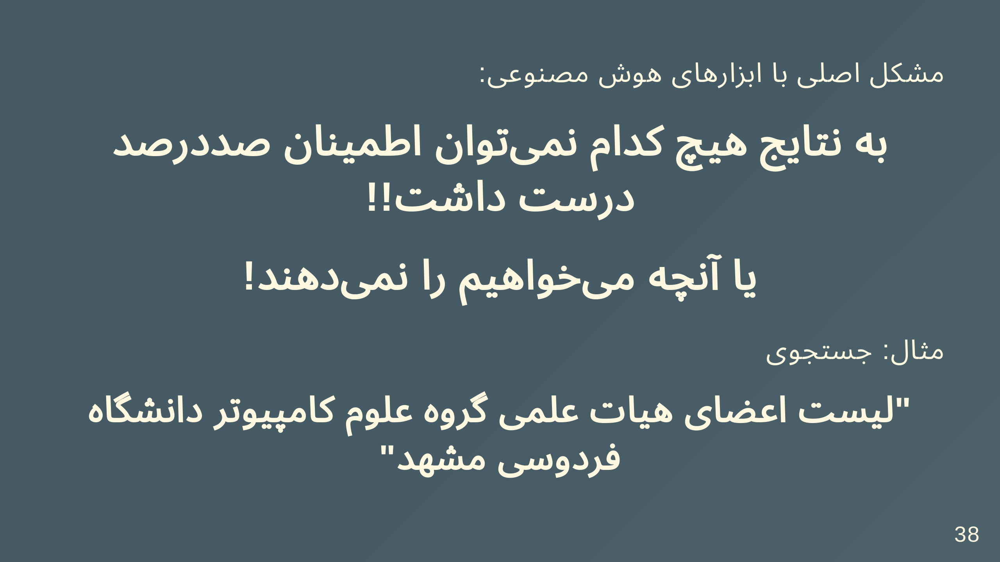 مشکل اصلی با ابزارهای هوش مصنوعی:
به نتایج هیچ کدام نمی‌توان اطمینان صددرصد
درست داشت!!
یا آنچه می‌خواهیم را نمی‌دهند!
مثال: جستجوی
"لیست اعضای هیات علمی گروه علوم کامپیوتر دانشگاه
فردوسی مشهد"
38